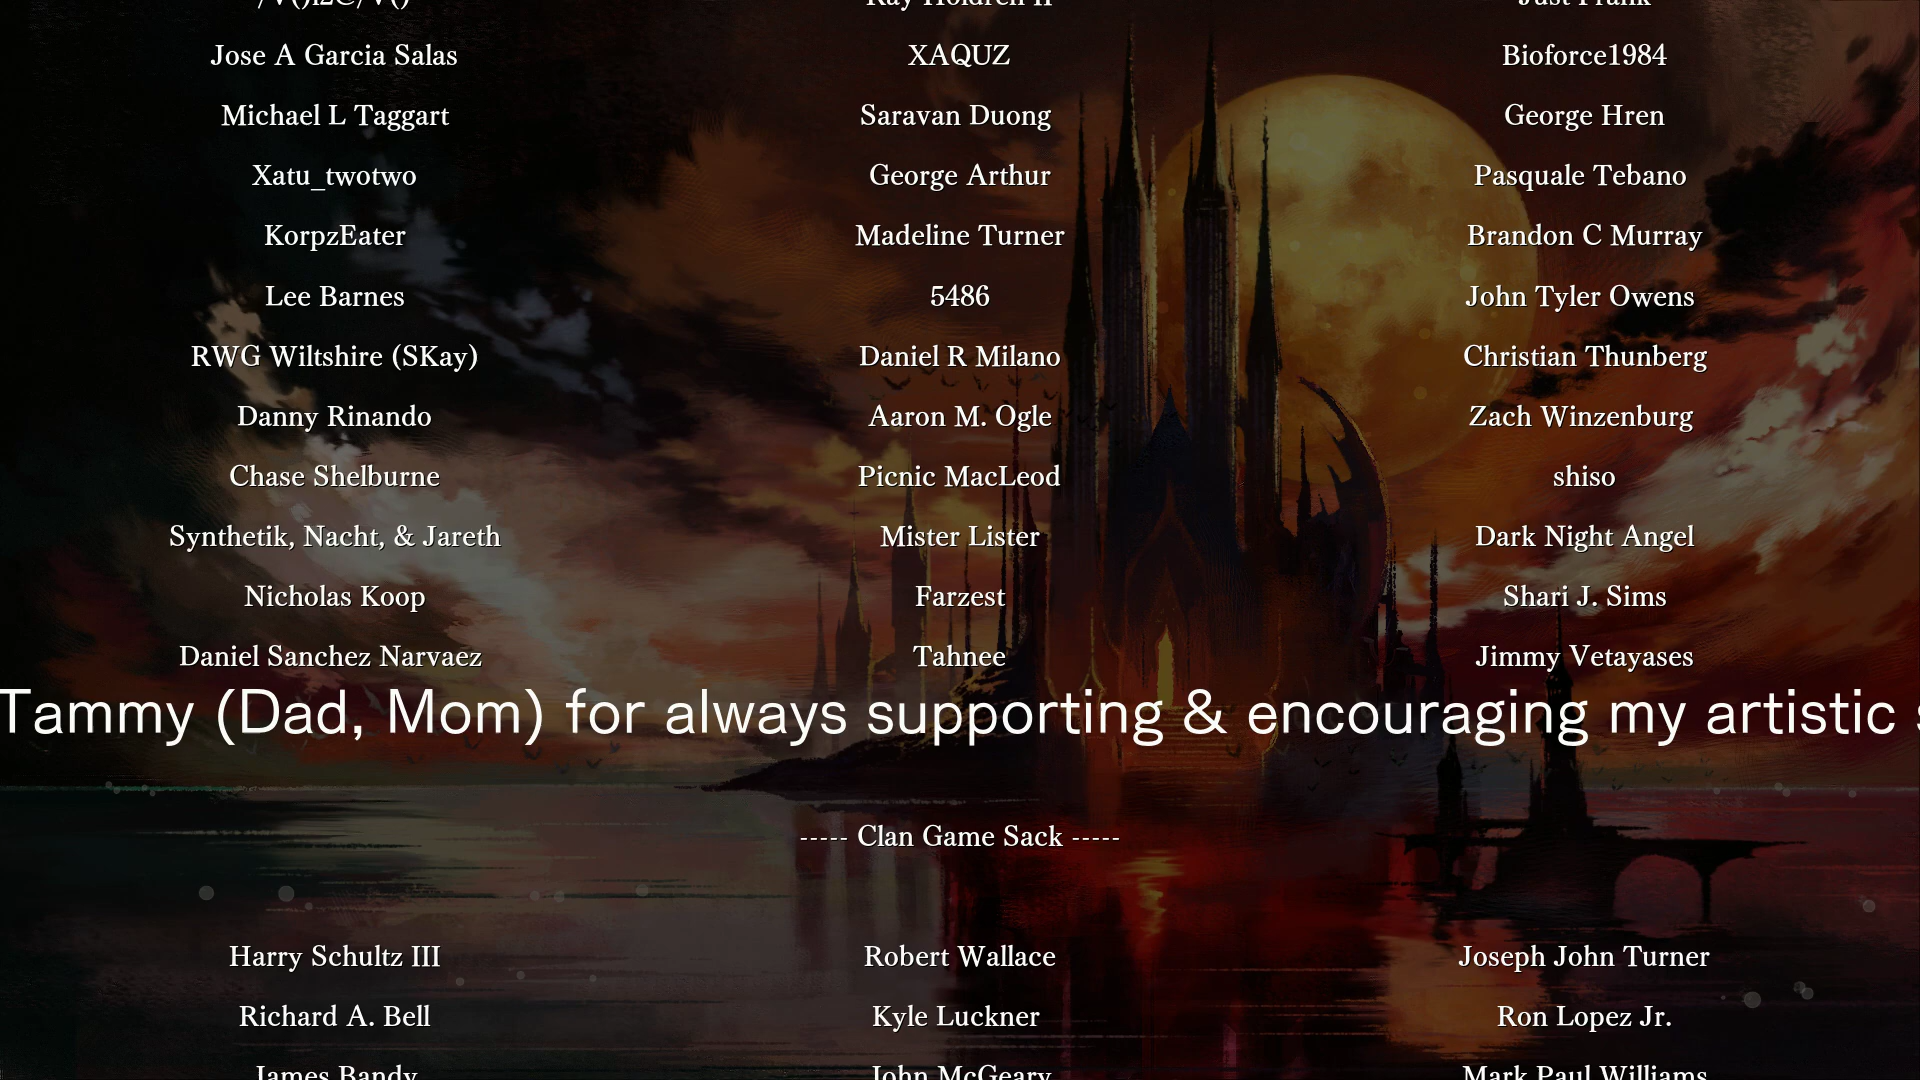 Jose A Garcia Salas XAQUZ Bioforce1984
Michael L Taggart Saravan Duong George Hren
Xatu_twotwo George Arthur Pasquale Tebano
KorpzEater Madeline Turner Brandon C Murray
Lee Barnes 5486 John Tyler Owens
RWG Wiltshire (SKay) Daniel R Milano Christian Thunberg
Danny Rinando Aaron M. Ogle Zach Winzenburg
Chase Shelburne Picnic MacLeod shiso
Synthetik, Nacht, & Jareth Mister Lister Dark Night Angel
Nicholas Koop Farzest Shari J. Sims
Daniel Sanchez Narvaez Tahnee Jimmy Vetayases
Tammy (Dad, Mom) for always supporting & encouraging my artistic
----- Clan Game Sack -----
Harry Schultz III Robert Wallace Joseph John Turner
Richard A. Bell Kyle Luckner Ron Lopez Jr.
James Bandy John McGeary Mark Paul Williams